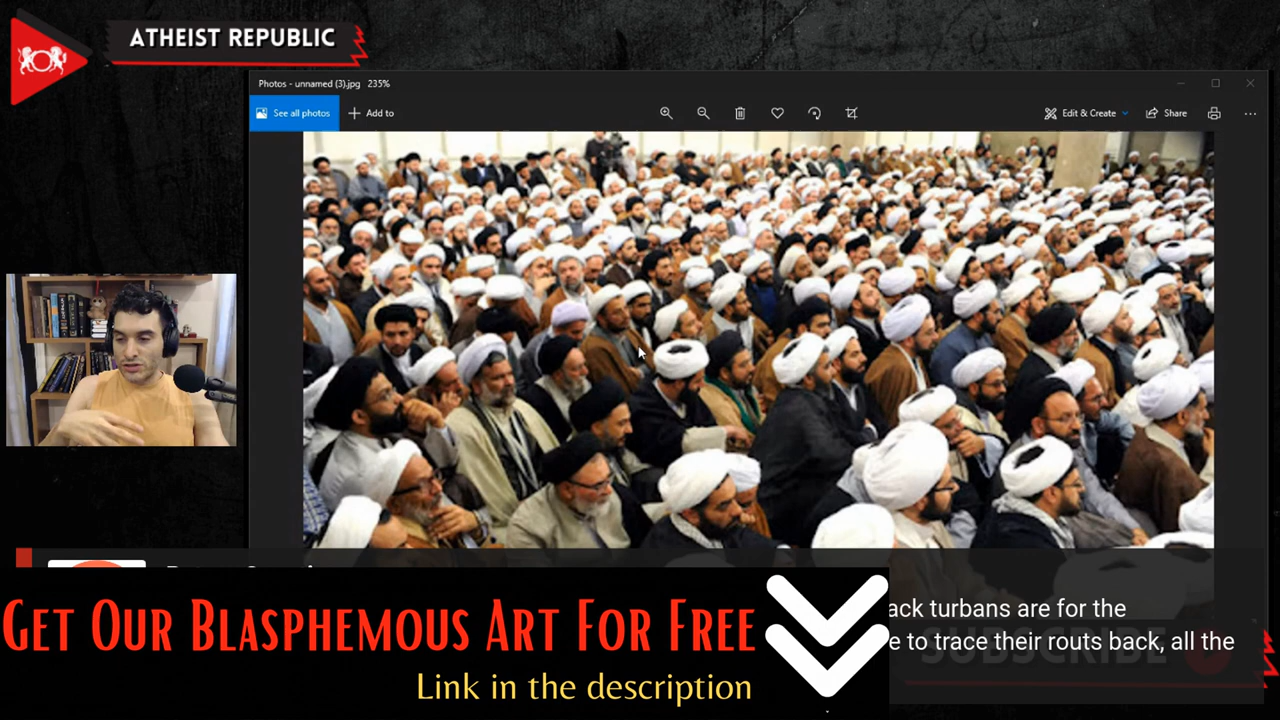 ATHEIST REPUBLIC
Photos - unnamed (3).jpg 235%
See all photos
Add to
Edit & Create
Share
ack turbans are for the
e to trace their routs back, all the
SUBSCRIBE
GET OUR BLASPHEMOUS ART FOR FREE
Link in the description